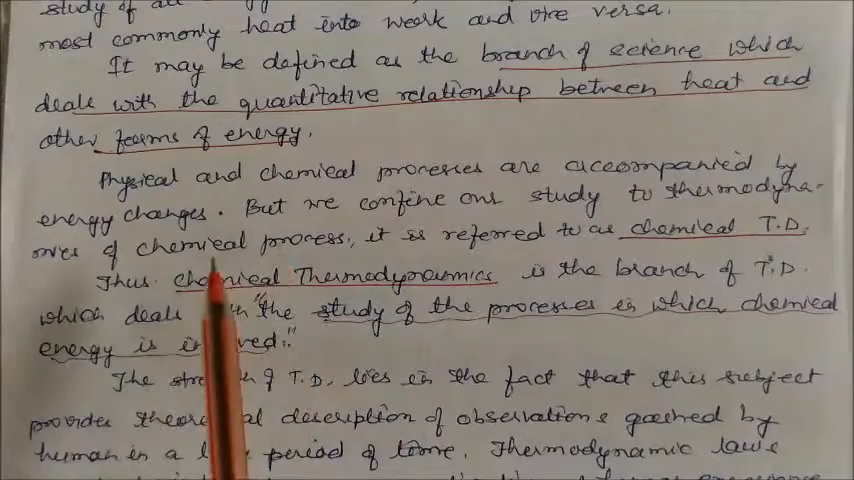 study of all
most commonly heat into work and vice versa.
It may be defined as the branch of science which
deals with the quantitative relationship between heat and
other forms of energy.
Physical and chemical processes are accompanied by
energy changes. But we confine our study to thermodyna-
mics of chemical process, it is referred to as chemical T.D.
Thus chemical Thermodynamics is the branch of T.D.
which deals the "study of the processes in which chemical
energy is."
The of T.D. lies in the fact that this subject
provides description of observations gathered by
human in a period of time. Thermodynamic laws